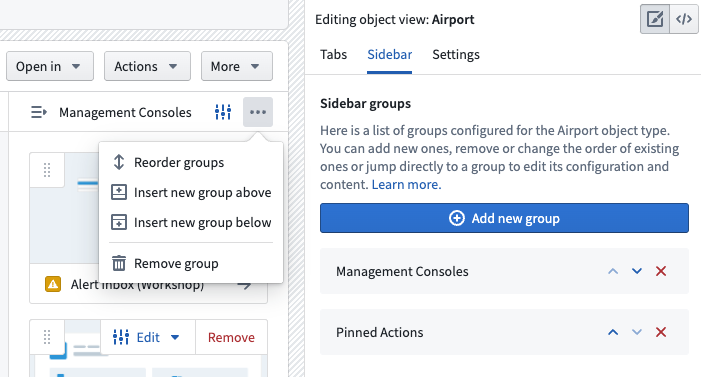 Open in
Actions
More
Management Consoles
Reorder groups
Insert new group above
Insert new group below
Remove group
Alert Inbox (Workshop)
Edit
Remove
Editing object view: Airport
Tabs
Sidebar
Settings
Sidebar groups
Here is a list of groups configured for the Airport object type.
You can add new ones, remove or change the order of existing
ones or jump directly to a group to edit its configuration and
content. Learn more.
Add new group
Management Consoles
Pinned Actions